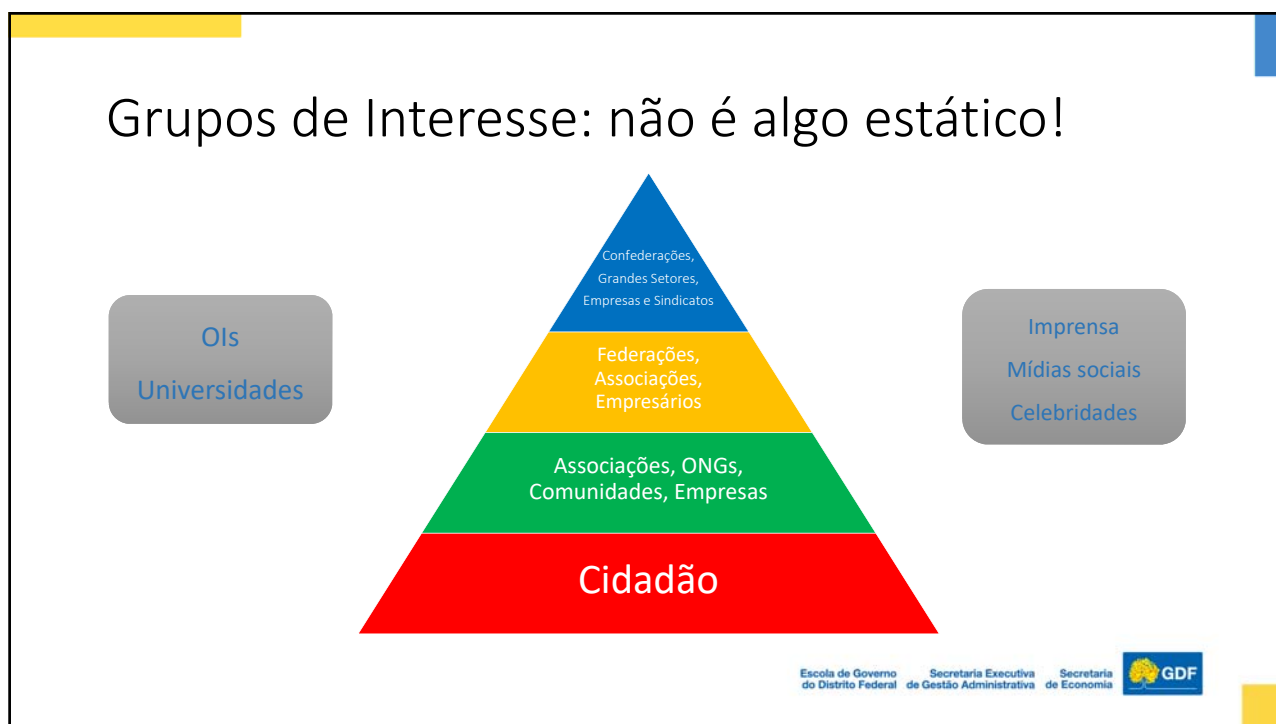 Grupos de Interesse: não é algo estático!
Confederações,
Grandes Setores,
Empresas e Sindicatos
Federações,
Associações,
Empresários
Associações, ONGs,
Comunidades, Empresas
Cidadão
OIs
Universidades
Imprensa
Mídias sociais
Celebridades
Escola de Governo
do Distrito Federal
Secretaria Executiva
de Gestão Administrativa
Secretaria
de Economia
GDF